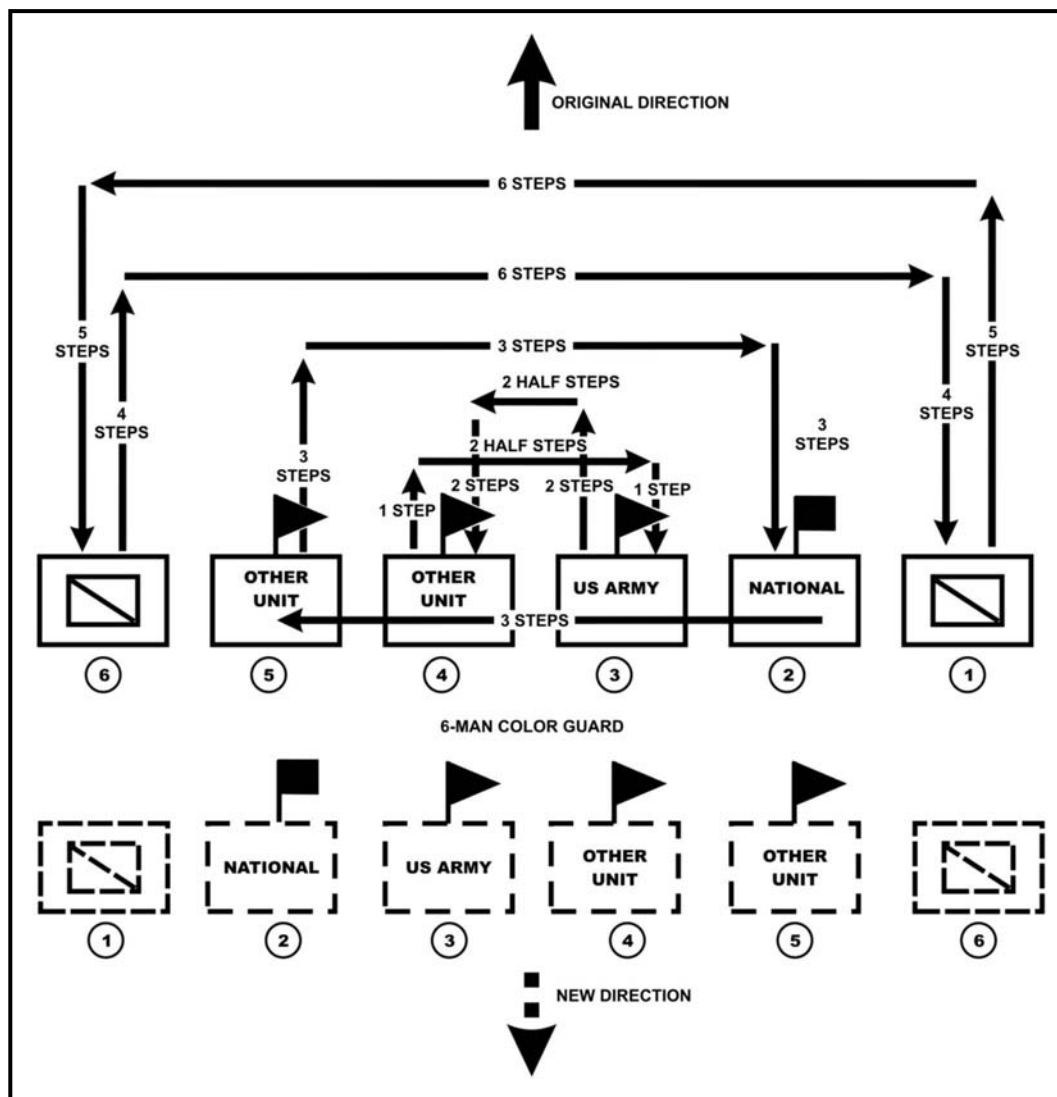 ORIGINAL DIRECTION
6 STEPS
6 STEPS
5
STEPS
5
STEPS
3 STEPS
2 HALF STEPS
4
STEPS
4
STEPS
3
STEPS
3
STEPS
2 HALF STEPS
2 STEPS
2 STEPS
1 STEP
1 STEP
OTHER
UNIT
OTHER
UNIT
US ARMY
NATIONAL
3 STEPS
6
5
4
3
2
1
6-MAN COLOR GUARD
NATIONAL
US ARMY
OTHER
UNIT
OTHER
UNIT
1
2
3
4
5
6
NEW DIRECTION